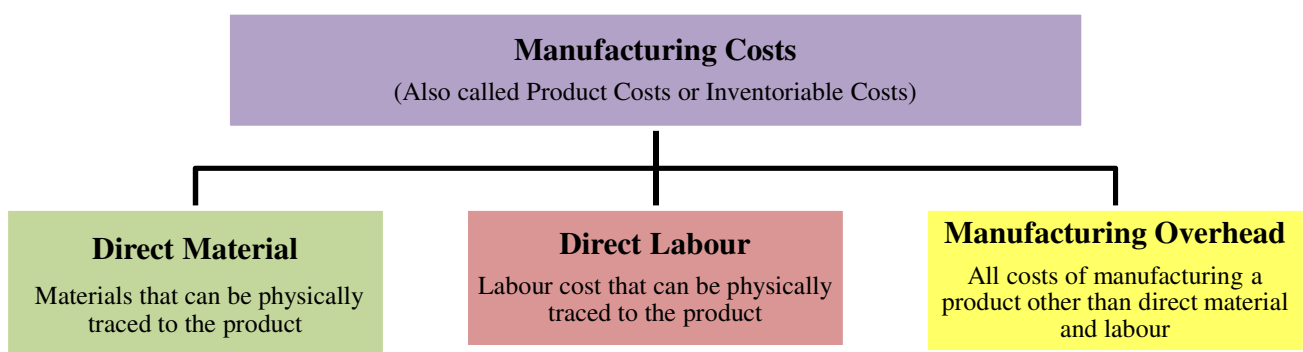 Manufacturing Costs
(Also called Product Costs or Inventoriable Costs)
Direct Material
Materials that can be physically
traced to the product
Direct Labour
Labour cost that can be physically
traced to the product
Manufacturing Overhead
All costs of manufacturing a
product other than direct material
and labour